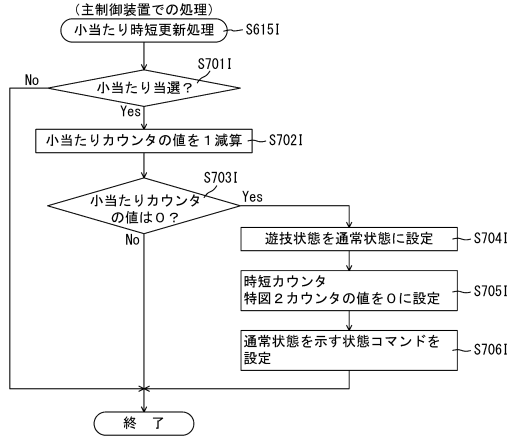 (主制御装置での処理)
小当たり時短更新処理
S615I
S701I
No
小当たり当選？
Yes
小当たりカウンタの値を１減算
S702I
S703I
小当たりカウンタ
の値は０？
Yes
No
遊技状態を通常状態に設定
S704I
時短カウンタ
特図２カウンタの値を０に設定
S705I
通常状態を示す状態コマンドを
設定
S706I
終 了